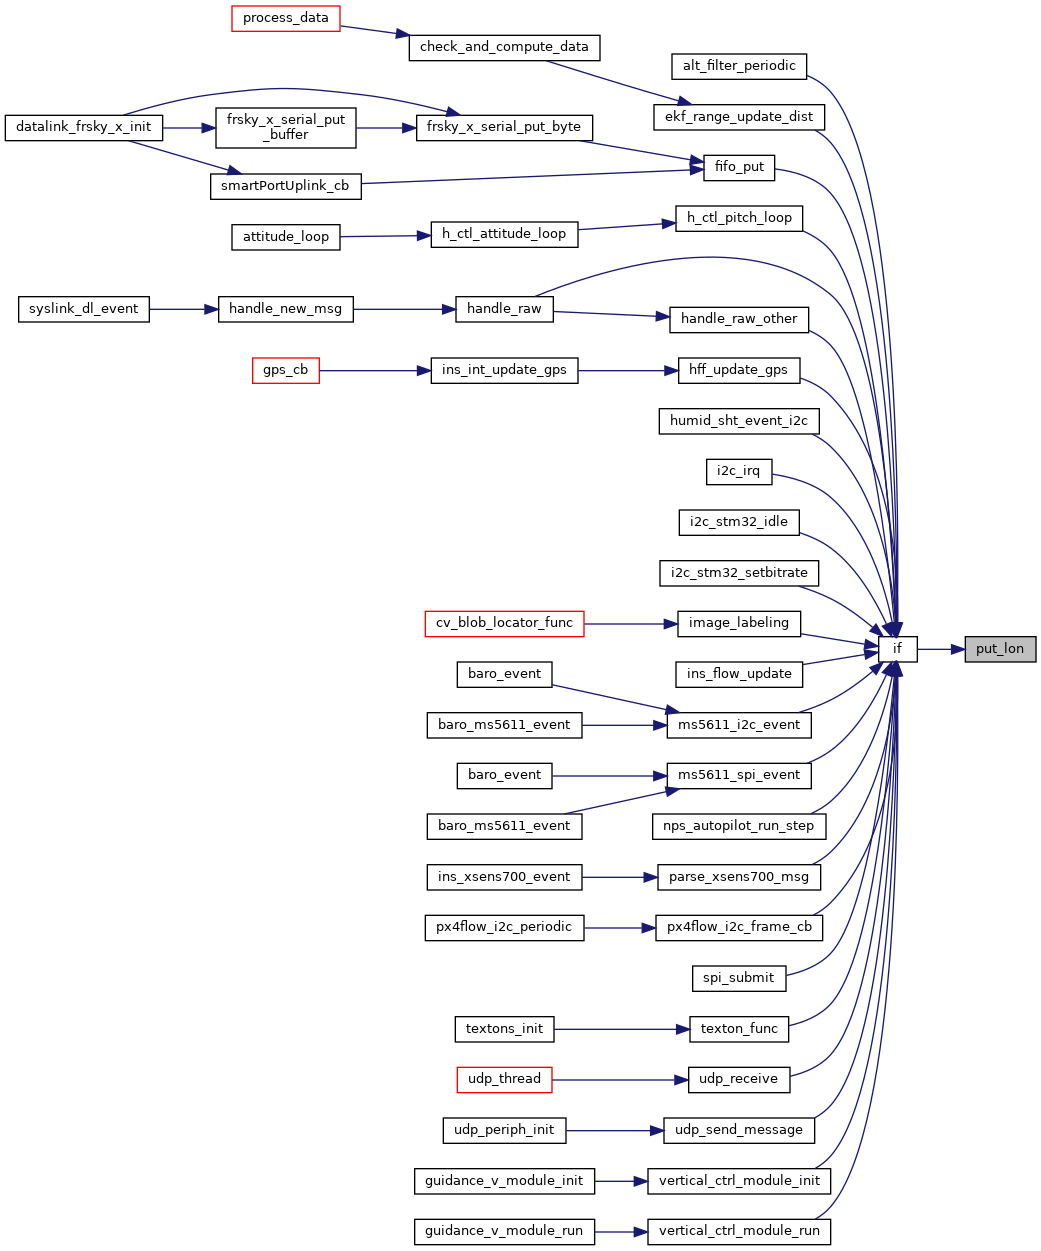 process_data
check_and_compute_data
alt_filter_periodic
ekf_range_update_dist
datalink_frsky_x_init
frsky_x_serial_put
_buffer
frsky_x_serial_put_byte
fifo_put
smartPortUplink_cb
h_ctl_pitch_loop
attitude_loop
h_ctl_attitude_loop
syslink_dl_event
handle_new_msg
handle_raw
handle_raw_other
gps_cb
ins_int_update_gps
hff_update_gps
humid_sht_event_i2c
i2c_irq
i2c_stm32_idle
i2c_stm32_setbitrate
cv_blob_locator_func
image_labeling
if
put_lon
baro_event
ins_flow_update
baro_ms5611_event
ms5611_i2c_event
baro_event
ms5611_spi_event
baro_ms5611_event
nps_autopilot_run_step
ins_xsens700_event
parse_xsens700_msg
px4flow_i2c_periodic
px4flow_i2c_frame_cb
spi_submit
textons_init
texton_func
udp_thread
udp_receive
udp_periph_init
udp_send_message
guidance_v_module_init
vertical_ctrl_module_init
guidance_v_module_run
vertical_ctrl_module_run